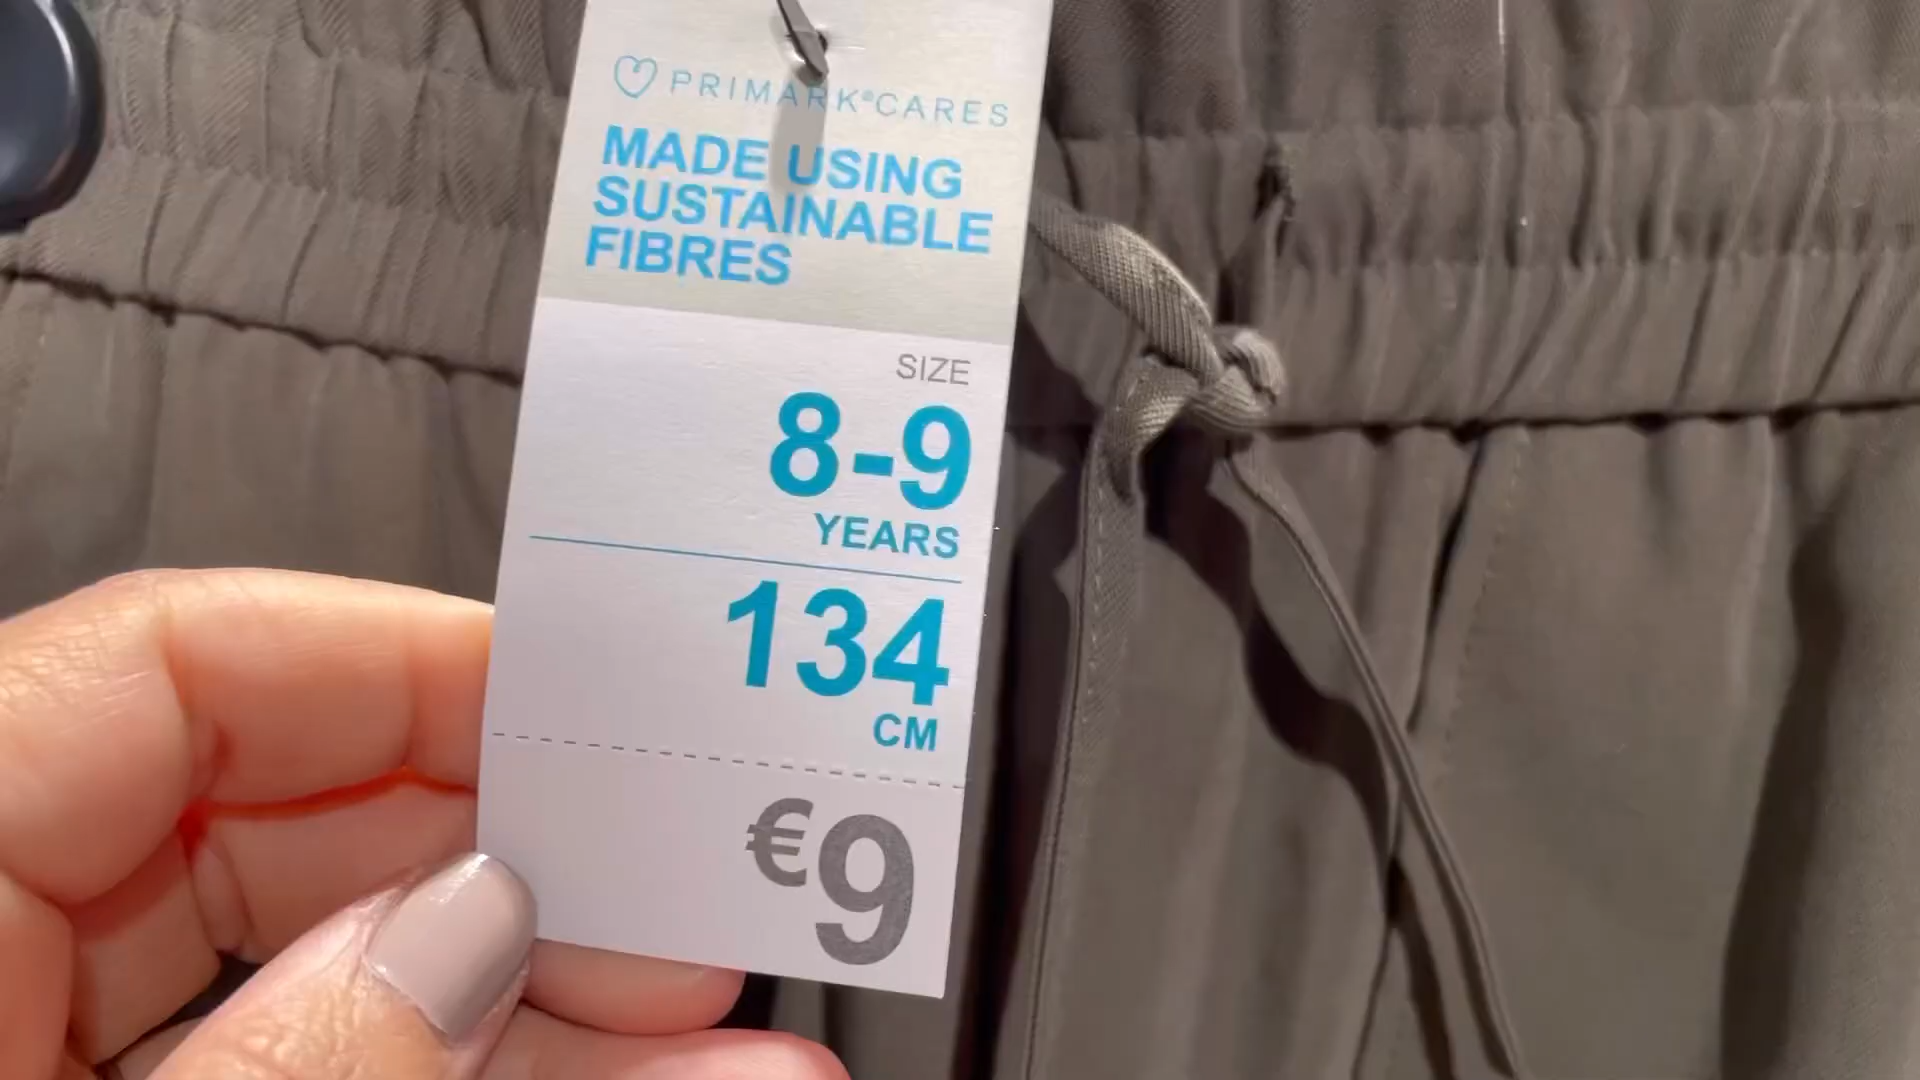 PRIMARK®CARES
MADE USING
SUSTAINABLE
FIBRES
SIZE
8-9
YEARS
134
CM
€9